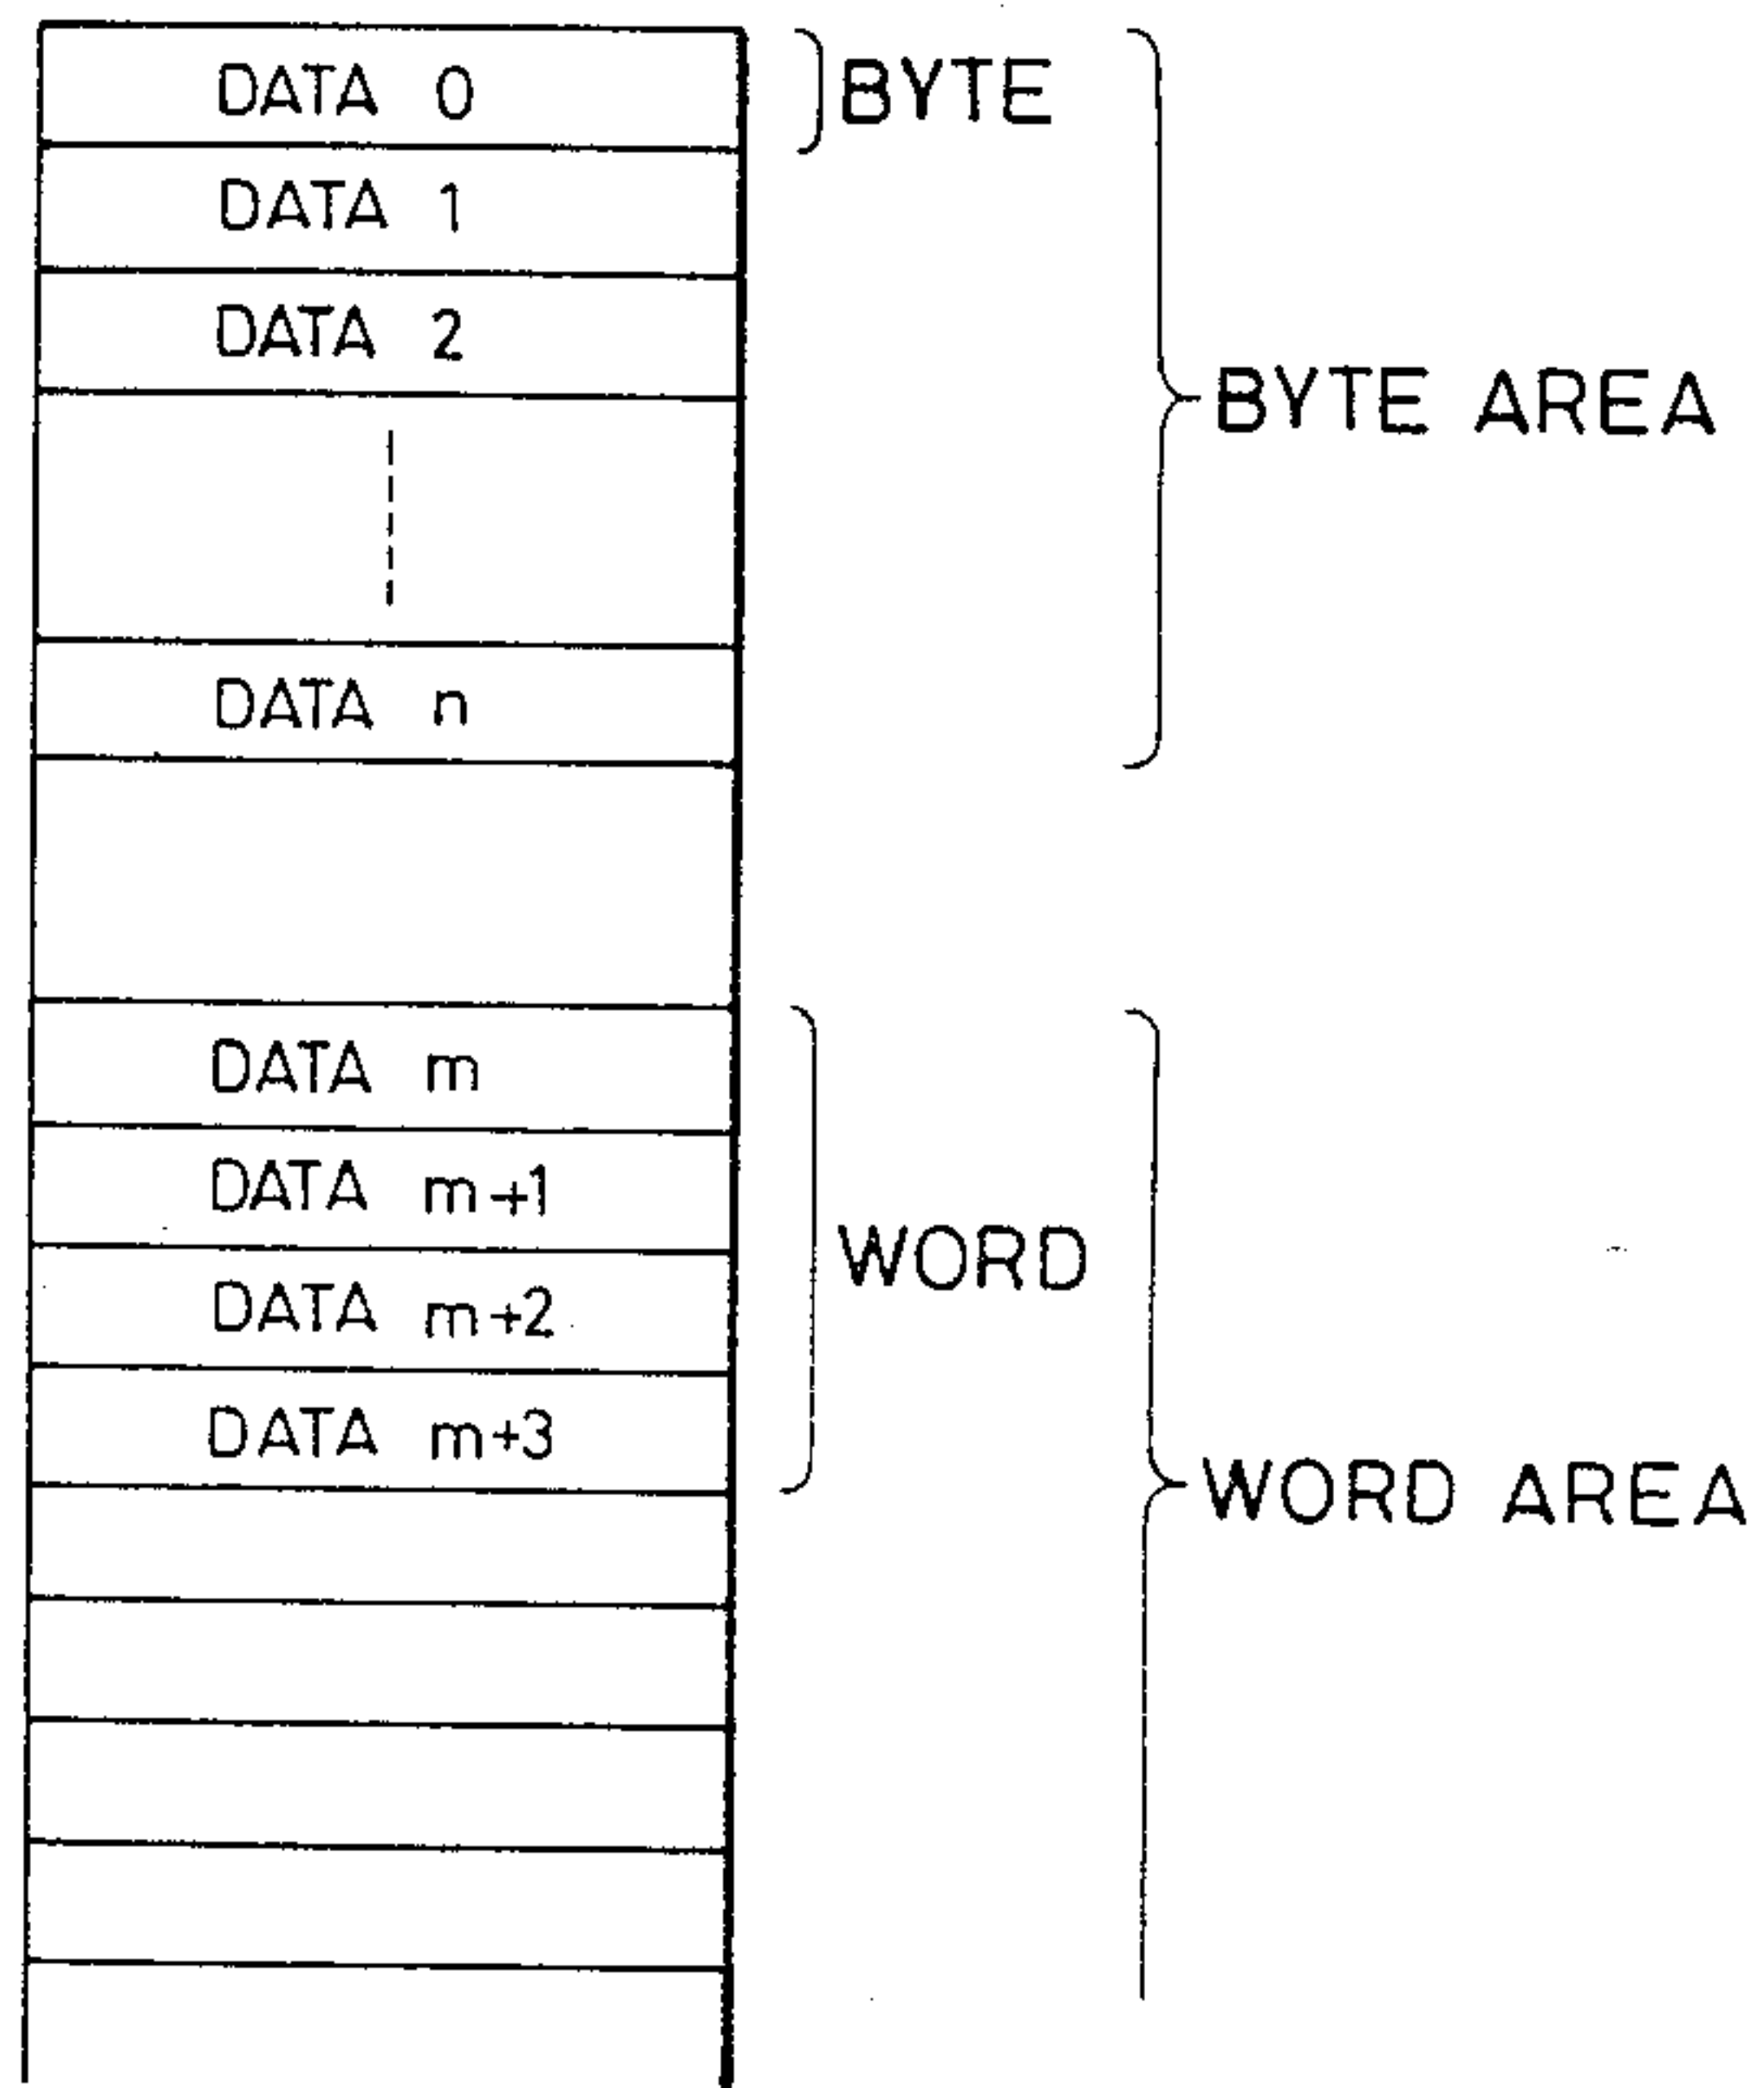 DATA 0
BYTE
DATA 1
DATA 2
BYTE AREA
DATA n
DATA m
DATA m+1
WORD
DATA m+2
DATA m+3
WORD AREA